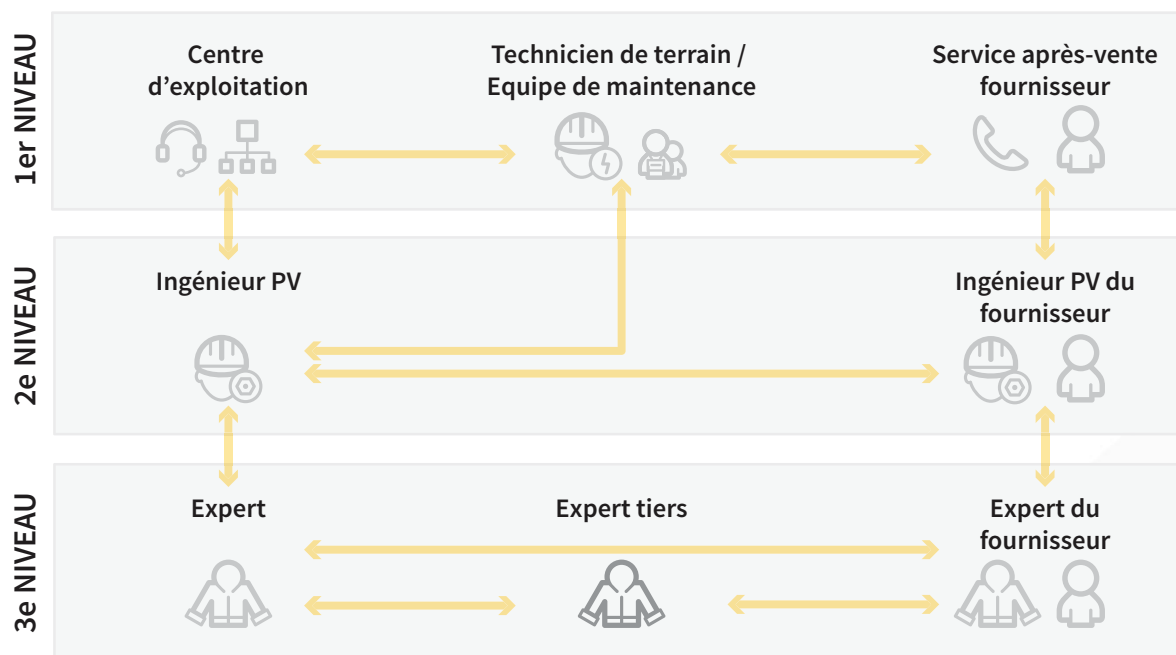 1er NIVEAU
Centre
d’exploitation
Technicien de terrain /
Equipe de maintenance
Service après-vente
fournisseur
2e NIVEAU
Ingénieur PV
Ingénieur PV du
fournisseur
3e NIVEAU
Expert
Expert tiers
Expert du
fournisseur